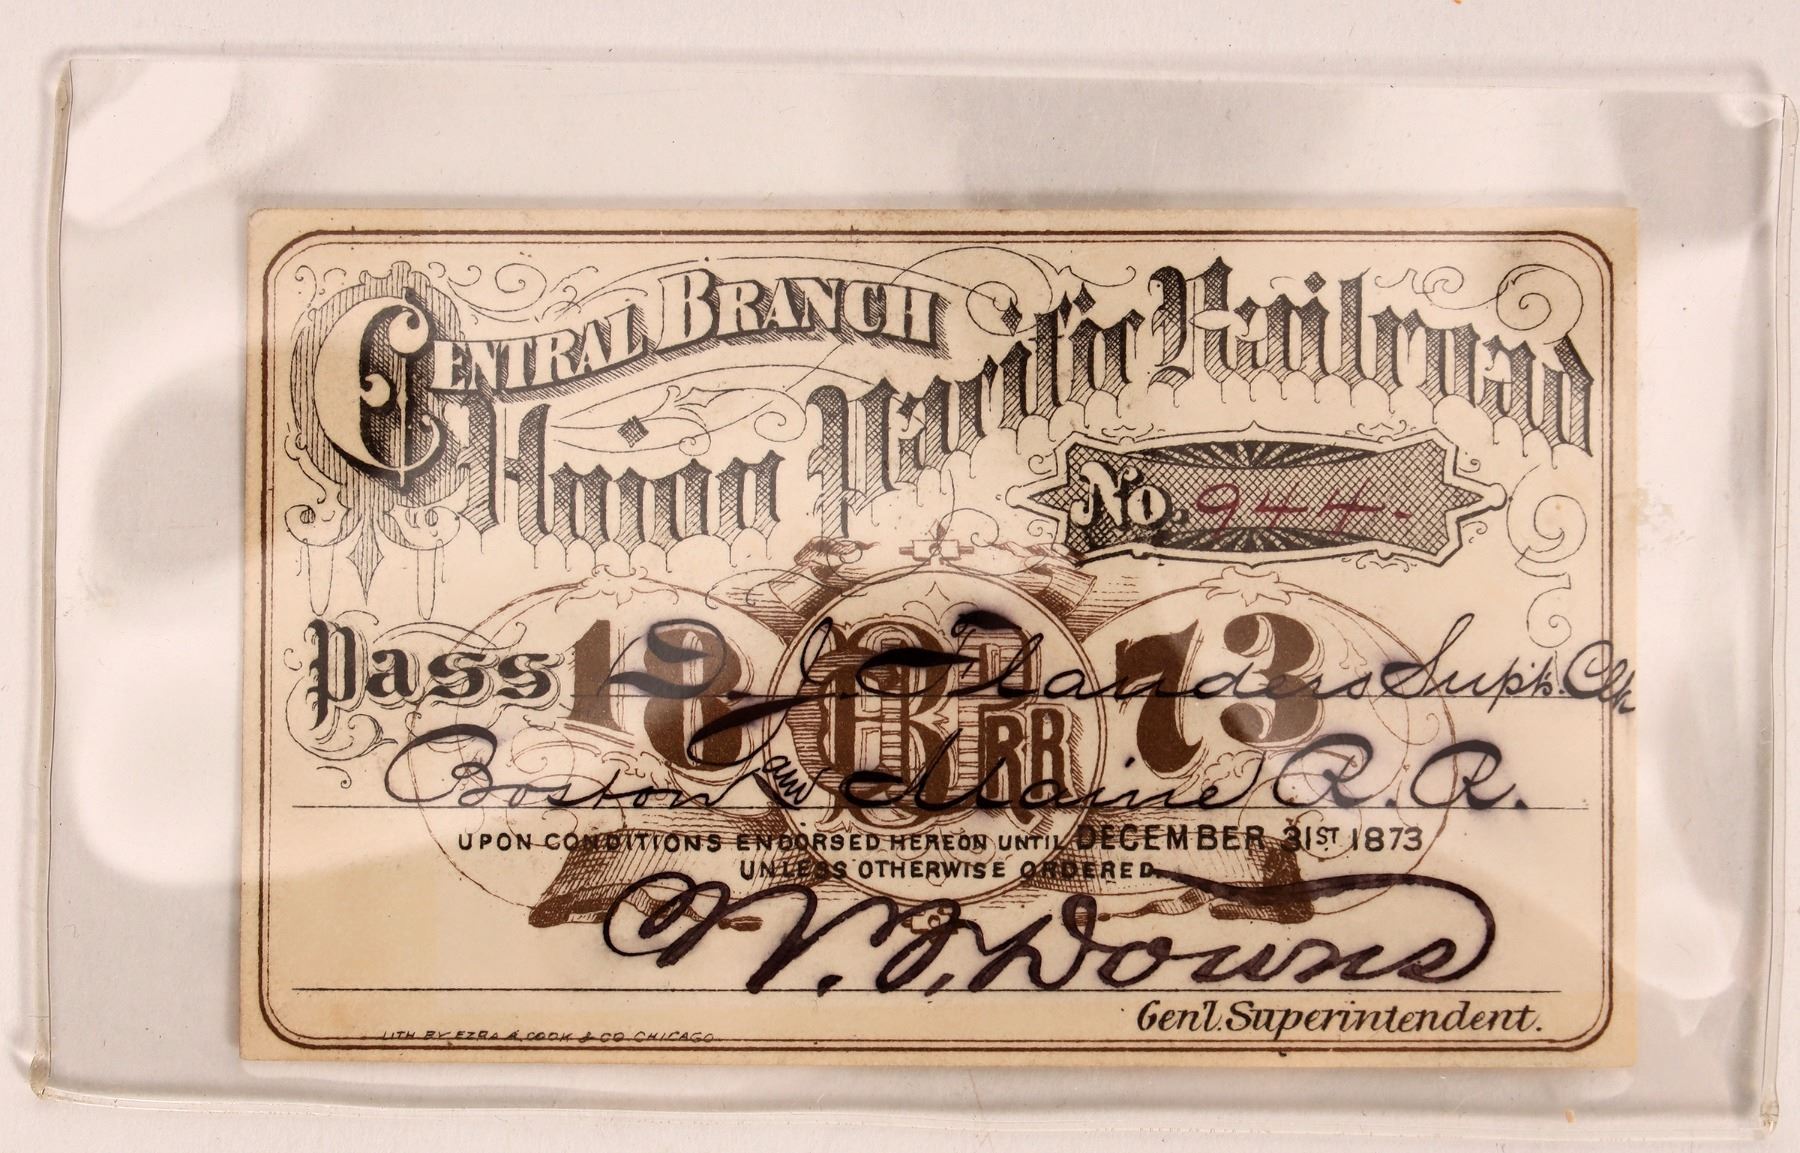 CENTRAL BRANCH
Union Pacific Railroad
No. 944.
Pass D. J. Flanders Supt's. Clk
1873
RR
Boston and Maine R. R.
UPON CONDITIONS ENDORSED HEREON UNTIL DECEMBER 31ST 1873
UNLESS OTHERWISE ORDERED.
W. F. Downs
Gen'l. Superintendent.
LITH BY EZRA A. COOK & CO CHICAGO